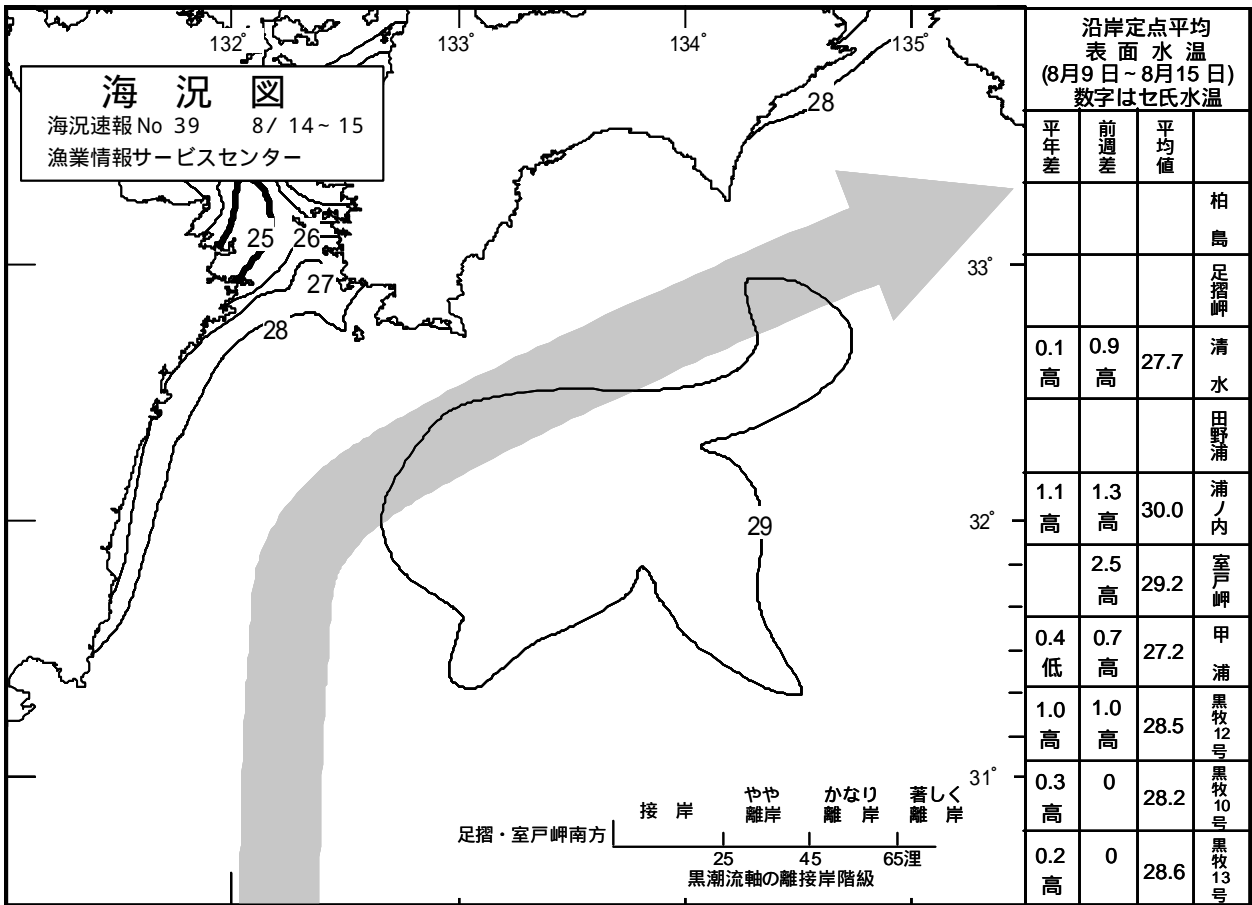 132°
133°
134°
135°
海 況 図
海況速報No 39 8/ 14~ 15
漁業情報サービスセンター
28
25
26
27
28
29
33°
32°
31°
接 岸
やや
離岸
かなり
離 岸
著しく
離 岸
足摺・室戸岬南方
25
45
65浬
黒潮流軸の離接岸階級
沿岸定点平均
表 面 水 温
(8月9 日~8月15 日)
数字はセ氏水温
平年差 前週差 平均値
柏島
足摺岬
0.1高 0.9高 27.7 清水
田野浦
1.1高 1.3高 30.0 浦ノ内
2.5高 29.2 室戸岬
0.4低 0.7高 27.2 甲浦
1.0高 1.0高 28.5 黒牧12号
0.3高 0 28.2 黒牧10号
0.2高 0 28.6 黒牧13号